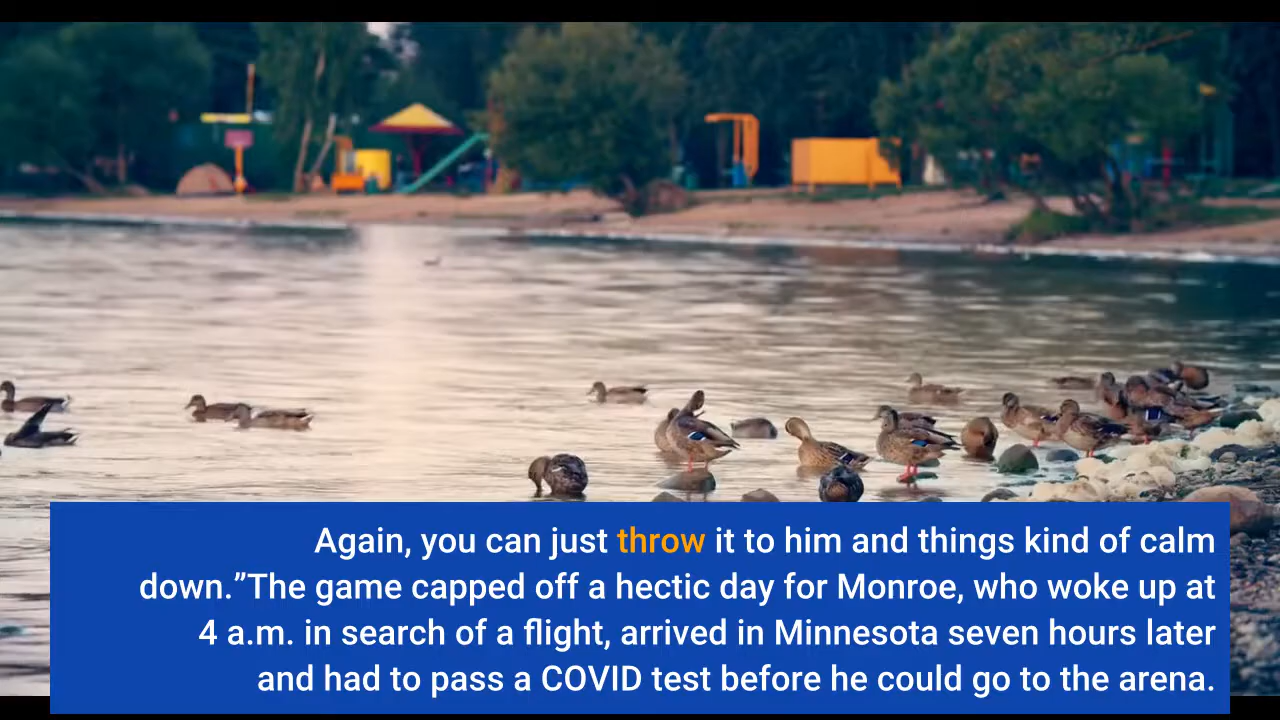 Again, you can just throw it to him and things kind of calm
down.”The game capped off a hectic day for Monroe, who woke up at
4 a.m. in search of a flight, arrived in Minnesota seven hours later
and had to pass a COVID test before he could go to the arena.